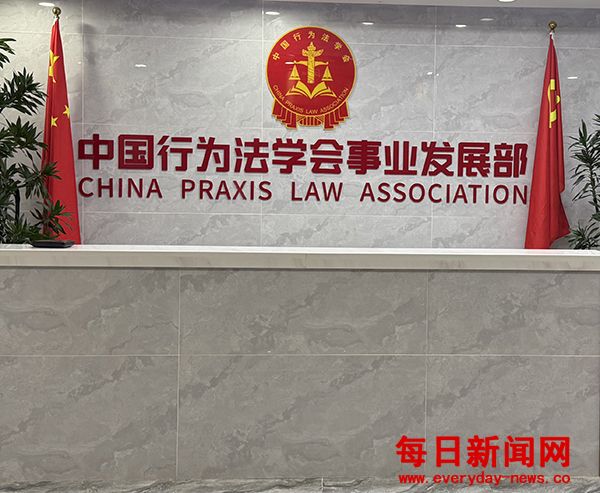 中国行为法学会
CHINA PRAXIS LAW ASSOCIATION
中国行为法学会事业发展部
CHINA PRAXIS LAW ASSOCIATION
每日新闻网
www.everyday-news.co